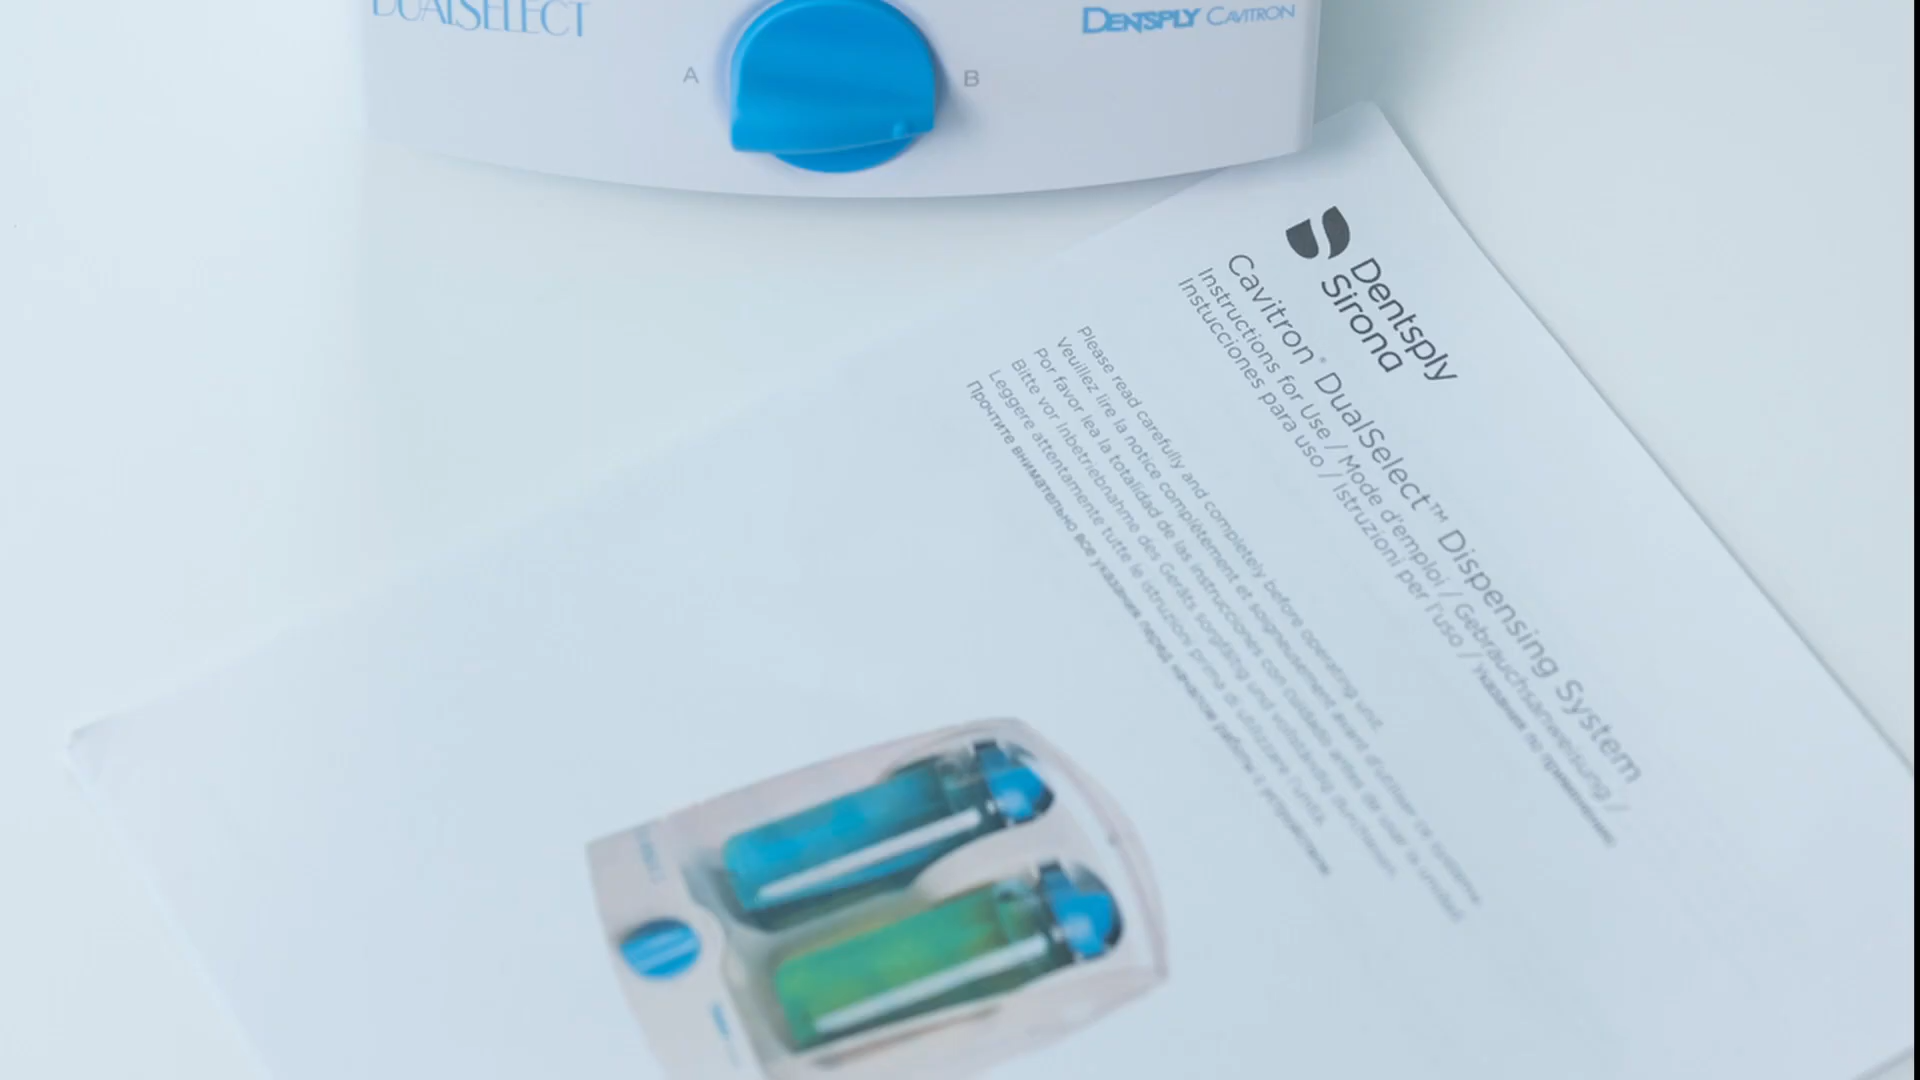 DUALSELECT
DENTSPLY CAVITRON
A
B
Dentsply
Sirona
Cavitron® DualSelect™ Dispensing System
Instructions for Use / Mode d'emploi / Gebrauchsanweisung /
Instucciones para uso / Istruzioni per l'uso / Указания по применению
Please read carefully and completely before operating unit.
Veuillez lire la notice complètement et soigneusement avant d'utiliser ce système
Por favor lea la totalidad de las instrucciones con cuidado antes de usar la unidad
Bitte vor Inbetriebnahme des Geräts sorgfältig und vollständig durchlesen
Leggere attentamente tutte le istruzioni prima di utilizzare l'unità.
Прочтите внимательно все указания перед началом работы с устройством